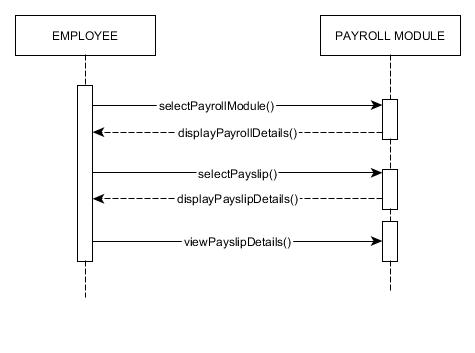 EMPLOYEE
PAYROLL MODULE
selectPayrollModule()
displayPayrollDetails()
selectPayslip()
displayPayslipDetails()
viewPayslipDetails()